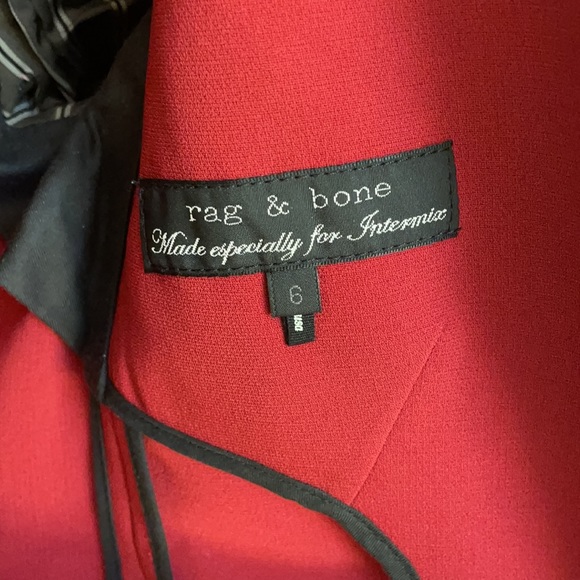 rag & bone
Made especially for Intermix
6